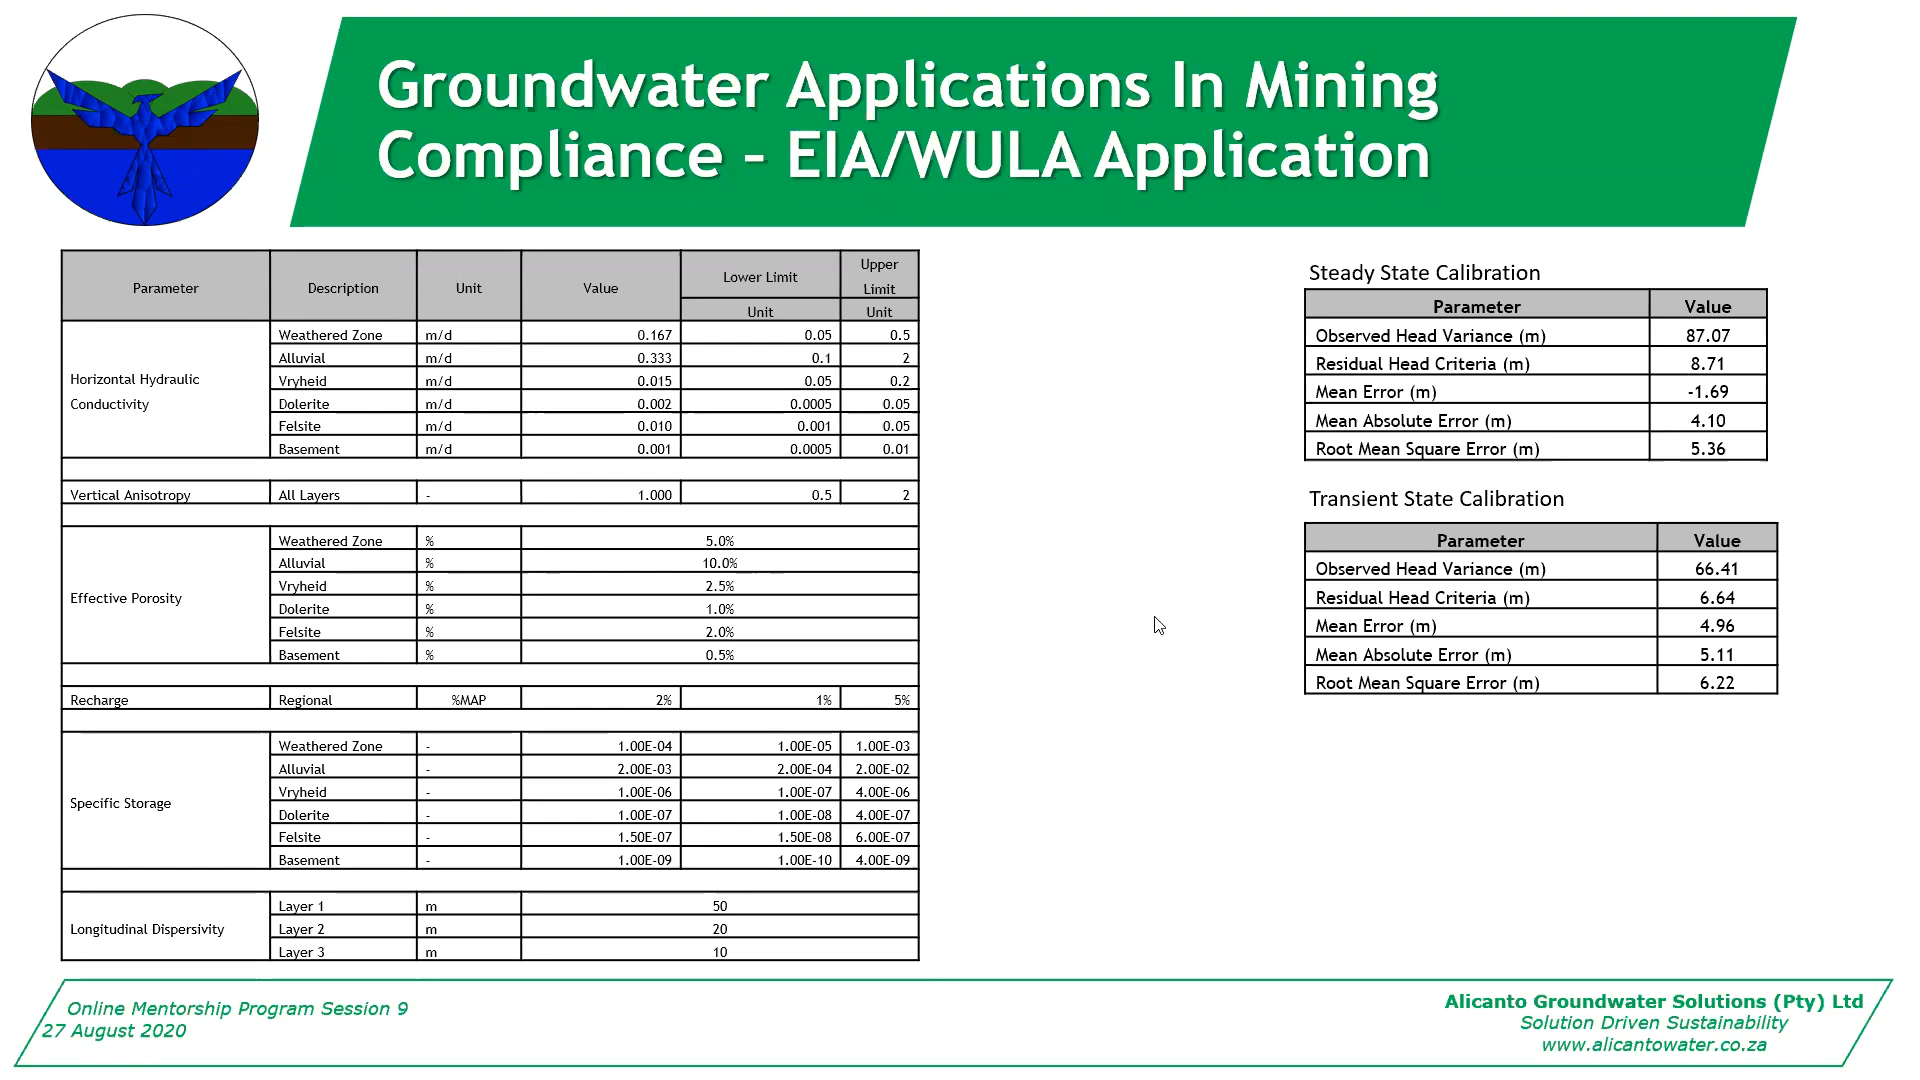 Groundwater Applications In Mining
Compliance – EIA/WULA Application
Parameter Description Unit Value Lower Limit Upper Limit
Unit Unit
Horizontal Hydraulic Conductivity
Weathered Zone m/d 0.167 0.05 0.5
Alluvial m/d 0.333 0.1 2
Vryheid m/d 0.015 0.05 0.2
Dolerite m/d 0.002 0.0005 0.05
Felsite m/d 0.010 0.001 0.05
Basement m/d 0.001 0.0005 0.01
Vertical Anisotropy All Layers - 1.000 0.5 2
Effective Porosity
Weathered Zone % 5.0%
Alluvial % 10.0%
Vryheid % 2.5%
Dolerite % 1.0%
Felsite % 2.0%
Basement % 0.5%
Recharge Regional %MAP 2% 1% 5%
Specific Storage
Weathered Zone - 1.00E-04 1.00E-05 1.00E-03
Alluvial - 2.00E-03 2.00E-04 2.00E-02
Vryheid - 1.00E-06 1.00E-07 4.00E-06
Dolerite - 1.00E-07 1.00E-08 4.00E-07
Felsite - 1.50E-07 1.50E-08 6.00E-07
Basement - 1.00E-09 1.00E-10 4.00E-09
Longitudinal Dispersivity
Layer 1 m 50
Layer 2 m 20
Layer 3 m 10
Steady State Calibration
Parameter Value
Observed Head Variance (m) 87.07
Residual Head Criteria (m) 8.71
Mean Error (m) -1.69
Mean Absolute Error (m) 4.10
Root Mean Square Error (m) 5.36
Transient State Calibration
Parameter Value
Observed Head Variance (m) 66.41
Residual Head Criteria (m) 6.64
Mean Error (m) 4.96
Mean Absolute Error (m) 5.11
Root Mean Square Error (m) 6.22
Online Mentorship Program Session 9
27 August 2020
Alicanto Groundwater Solutions (Pty) Ltd
Solution Driven Sustainability
www.alicantowater.co.za